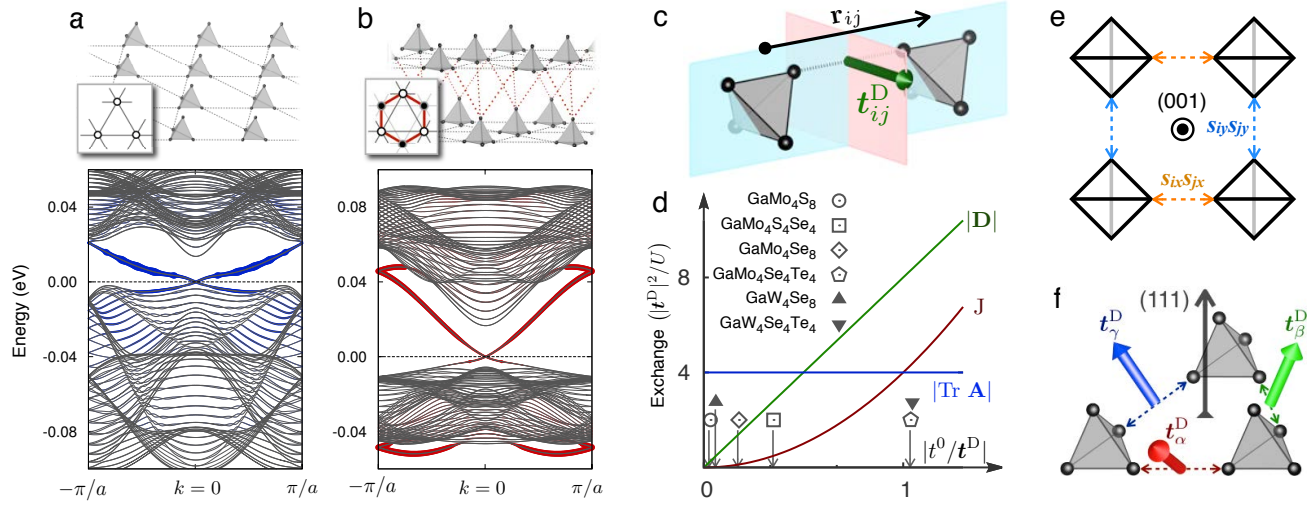 a
b
c
e
0.04
0.00
-0.04
-0.08
Energy (eV)
−π/a
k = 0
π/a
0.08
0.04
0.00
-0.04
−π/a
k = 0
π/a
r_ij
t^D_ij
d
GaMo₄S₈
GaMo₄S₄Se₄
GaMo₄Se₈
GaMo₄Se₄Te₄
GaW₄Se₈
GaW₄Se₄Te₄
|D|
J
|Tr A|
|t⁰/t^D|
Exchange (|t^D|²/U)
8
4
0
1
(001)
s_iy s_jy
s_ix s_jx
f
(111)
t^D_γ
t^D_β
t^D_α